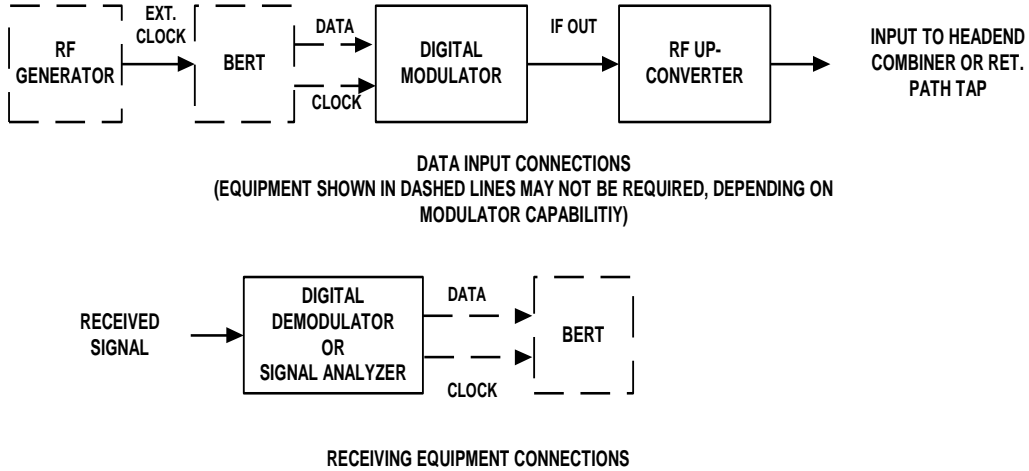 RF
GENERATOR
EXT.
CLOCK
BERT
DATA
CLOCK
DIGITAL
MODULATOR
IF OUT
RF UP-
CONVERTER
INPUT TO HEADEND
COMBINER OR RET.
PATH TAP
DATA INPUT CONNECTIONS
(EQUIPMENT SHOWN IN DASHED LINES MAY NOT BE REQUIRED, DEPENDING ON
MODULATOR CAPABILITIY)
RECEIVED
SIGNAL
DIGITAL
DEMODULATOR
OR
SIGNAL ANALYZER
DATA
CLOCK
BERT
RECEIVING EQUIPMENT CONNECTIONS